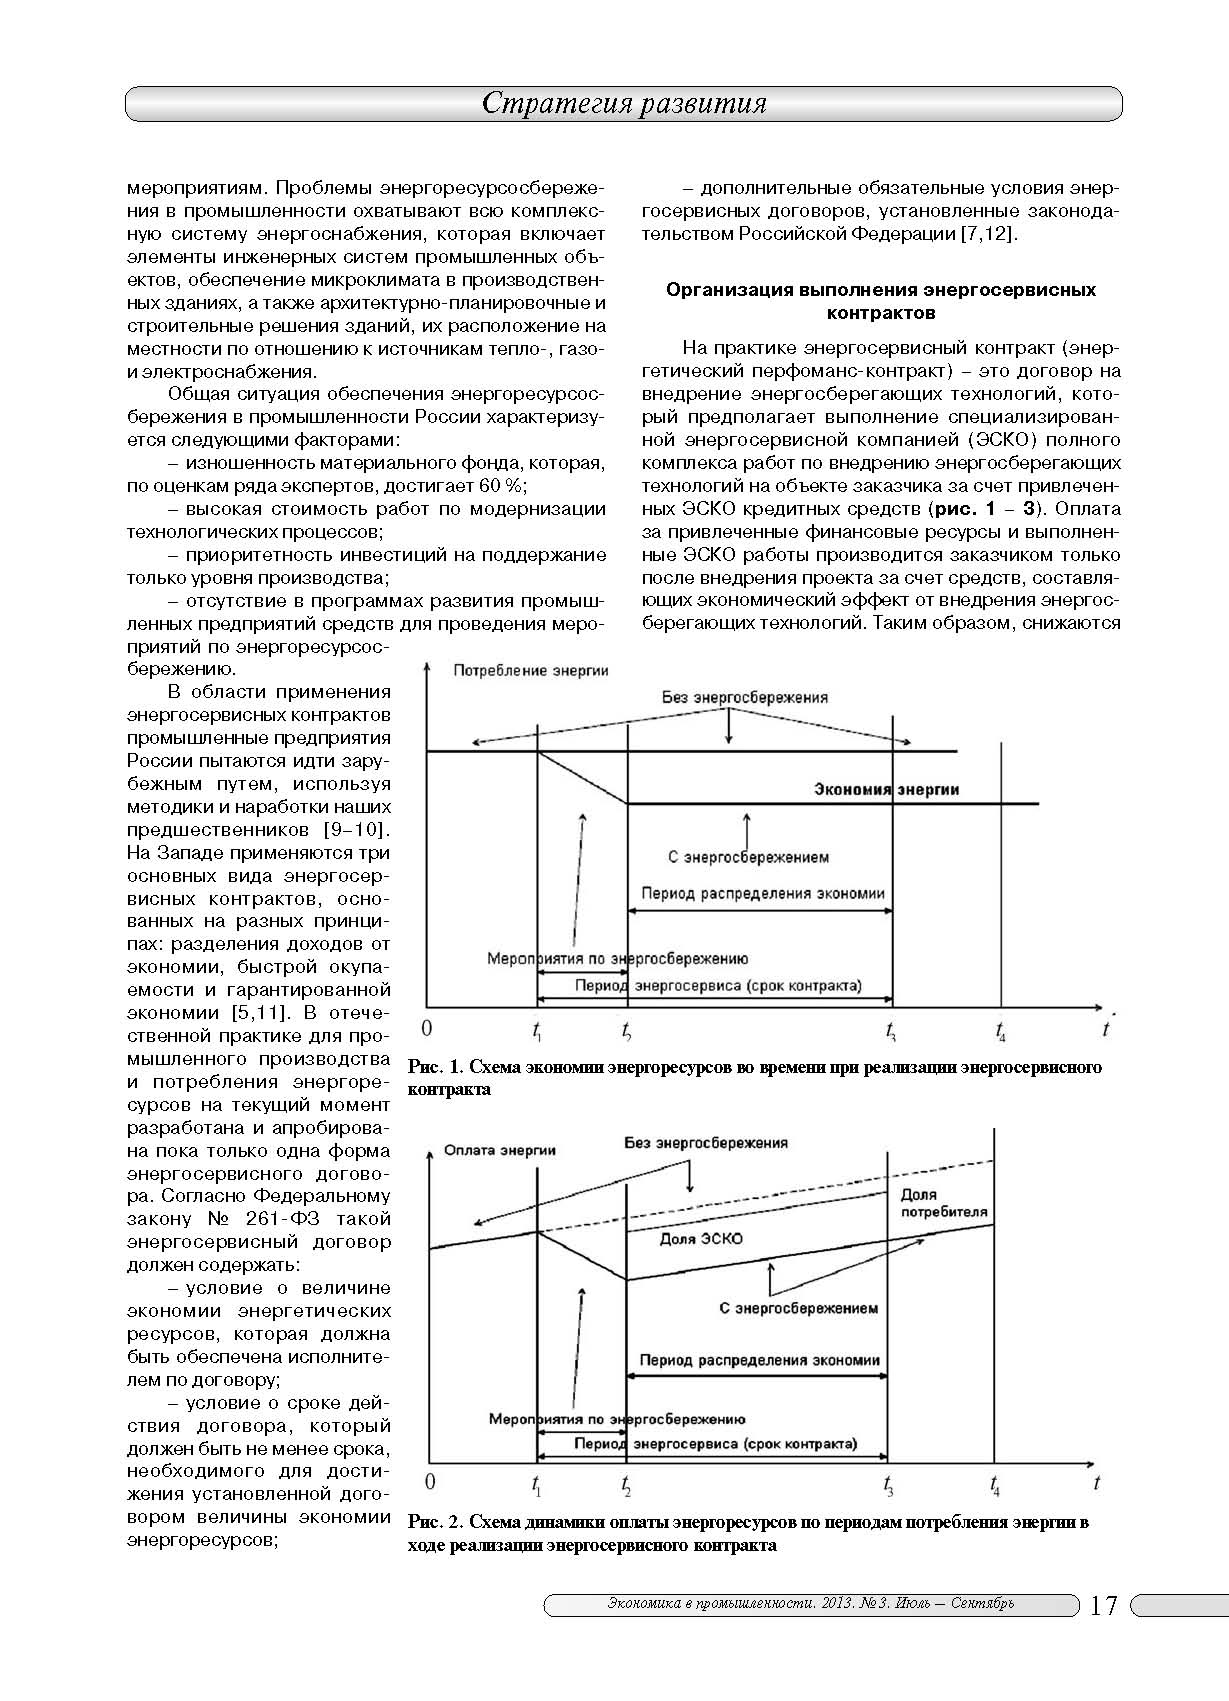 Стратегия развития
мероприятиям. Проблемы энергоресурсосбереже-
ния в промышленности охватывают всю комплекс-
ную систему энергоснабжения, которая включает
элементы инженерных систем промышленных объ-
ектов, обеспечение микроклимата в производствен-
ных зданиях, а также архитектурно-планировочные и
строительные решения зданий, их расположение на
местности по отношению к источникам тепло-, газо-
и электроснабжения.
Общая ситуация обеспечения энергоресурсос-
бережения в промышленности России характеризу-
ется следующими факторами:
– изношенность материального фонда, которая,
по оценкам ряда экспертов, достигает 60 %;
– высокая стоимость работ по модернизации
технологических процессов;
– приоритетность инвестиций на поддержание
только уровня производства;
– отсутствие в программах развития промыш-
ленных предприятий средств для проведения меро-
приятий по энергоресурсос-
бережению.
В области применения
энергосервисных контрактов
промышленные предприятия
России пытаются идти зару-
бежным путем, используя
методики и наработки наших
предшественников [9–10].
На Западе применяются три
основных вида энергосер-
висных контрактов, осно-
ванных на разных принци-
пах: разделения доходов от
экономии, быстрой окупа-
емости и гарантированной
экономии [5,11]. В отече-
ственной практике для про-
мышленного производства
и потребления энергоре-
сурсов на текущий момент
разработана и апробирова-
на пока только одна форма
энергосервисного догово-
ра. Согласно Федеральному
закону № 261-ФЗ такой
энергосервисный договор
должен содержать:
– условие о величине
экономии энергетических
ресурсов, которая должна
быть обеспечена исполните-
лем по договору;
– условие о сроке дей-
ствия договора, который
должен быть не менее срока,
необходимого для дости-
жения установленной дого-
вором величины экономии
энергоресурсов;
– дополнительные обязательные условия энер-
госервисных договоров, установленные законода-
тельством Российской Федерации [7,12].
Организация выполнения энергосервисных
контрактов
На практике энергосервисный контракт (энер-
гетический перфоманс-контракт) – это договор на
внедрение энергосберегающих технологий, кото-
рый предполагает выполнение специализирован-
ной энергосервисной компанией (ЭСКО) полного
комплекса работ по внедрению энергосберегающих
технологий на объекте заказчика за счет привлечен-
ных ЭСКО кредитных средств (рис. 1 – 3). Оплата
за привлеченные финансовые ресурсы и выполнен-
ные ЭСКО работы производится заказчиком только
после внедрения проекта за счет средств, составля-
ющих экономический эффект от внедрения энергос-
берегающих технологий. Таким образом, снижаются
Потребление энергии
Без энергосбережения
Экономия энергии
С энергосбережением
Период распределения экономии
Мероприятия по энергосбережению
Период энергосервиса (срок контракта)
0 t1 t2 t3 t4 t
Рис. 1. Схема экономии энергоресурсов во времени при реализации энергосервисного
контракта
Без энергосбережения
Оплата энергии
Доля
потребителя
Доля ЭСКО
С энергосбережением
Период распределения экономии
Мероприятия по энергосбережению
Период энергосервиса (срок контракта)
0 t1 t2 t3 t4 t
Рис. 2. Схема динамики оплаты энергоресурсов по периодам потребления энергии в
ходе реализации энергосервисного контракта
Экономика в промышленности. 2013. № 3. Июль — Сентябрь 17